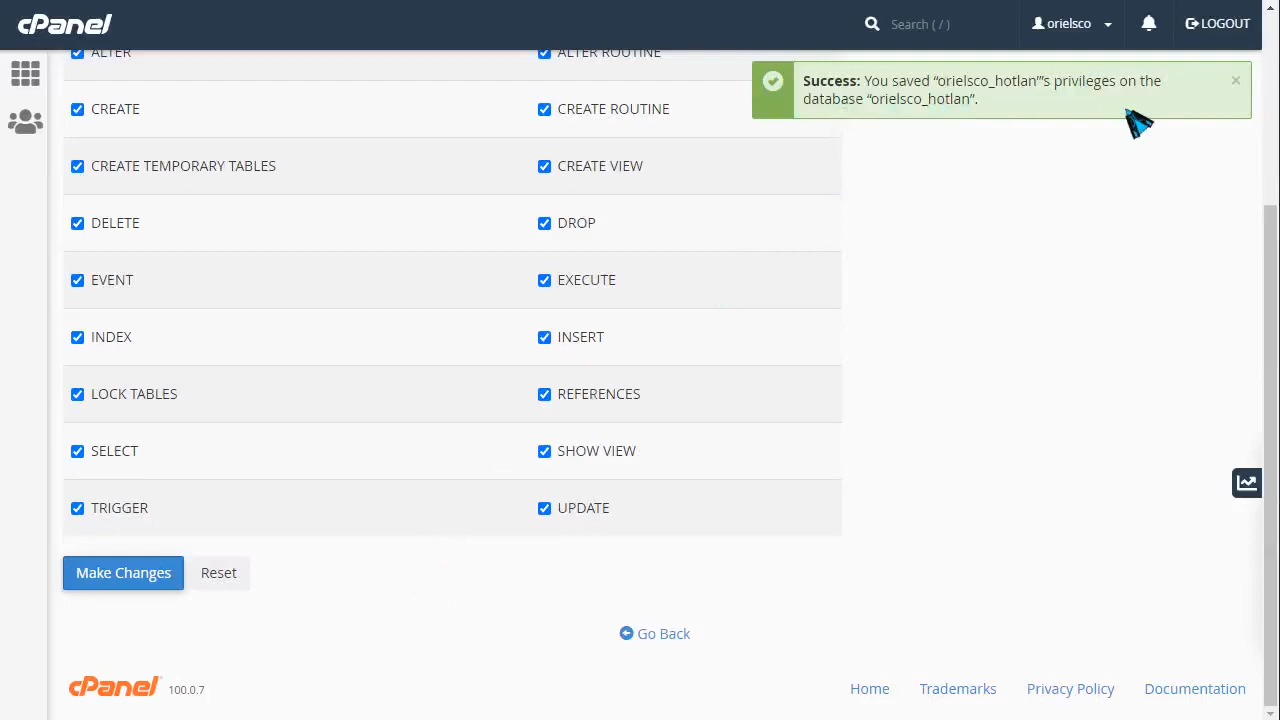 cPanel
Search ( / )
orielsco
LOGOUT
ALTER
ALTER ROUTINE
Success: You saved “orielsco_hotlan”'s privileges on the
database “orielsco_hotlan”.
×
CREATE
CREATE ROUTINE
CREATE TEMPORARY TABLES
CREATE VIEW
DELETE
DROP
EVENT
EXECUTE
INDEX
INSERT
LOCK TABLES
REFERENCES
SELECT
SHOW VIEW
TRIGGER
UPDATE
Make Changes
Reset
Go Back
cPanel
100.0.7
Home
Trademarks
Privacy Policy
Documentation